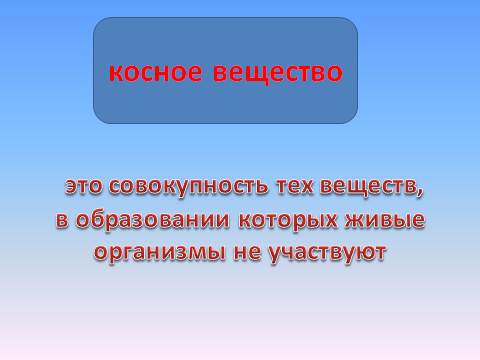 косное вещество
это совокупность тех веществ,
в образовании которых живые
организмы не участвуют